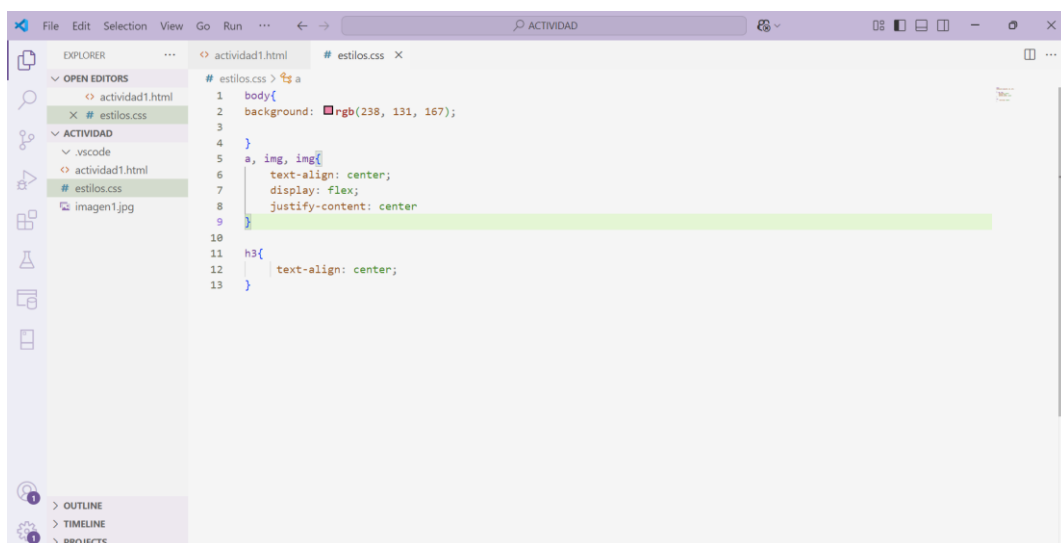 File Edit Selection View Go Run ··· ACTIVIDAD
EXPLORER ···
OPEN EDITORS
actividad1.html
# estilos.css
ACTIVIDAD
.vscode
actividad1.html
# estilos.css
imagen1.jpg
OUTLINE
TIMELINE
PROJECTS
1
1
actividad1.html # estilos.css ···
# estilos.css > a
1 body{
2 background: rgb(238, 131, 167);
3
4 }
5 a, img, img{
6 text-align: center;
7 display: flex;
8 justify-content: center
9 }
10
11 h3{
12 text-align: center;
13 }